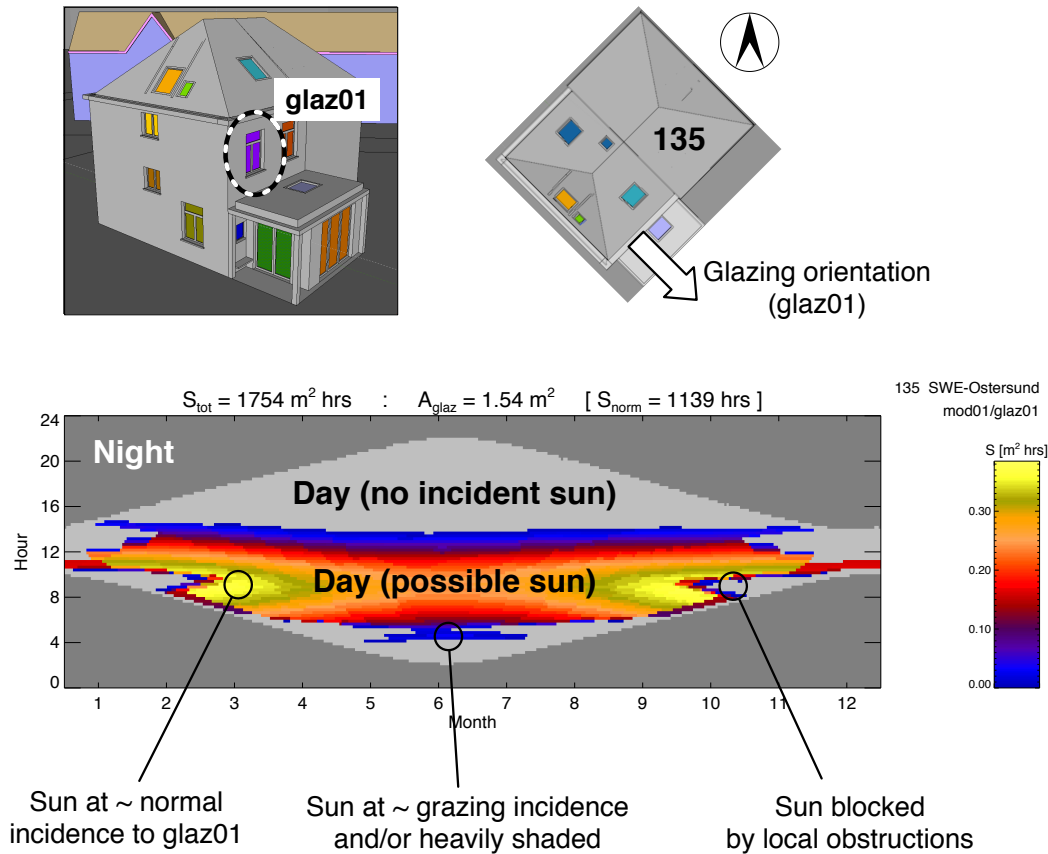 glaz01
135
Glazing orientation
(glaz01)
S_tot = 1754 m² hrs : A_glaz = 1.54 m² [ S_norm = 1139 hrs ]
135 SWE-Ostersund
mod01/glaz01
S [m² hrs]
0.30
0.20
0.10
0.00
24
20
16
12
8
4
0
Hour
Night
Day (no incident sun)
Day (possible sun)
1 2 3 4 5 6 7 8 9 10 11 12
Month
Sun at ~ normal
incidence to glaz01
Sun at ~ grazing incidence
and/or heavily shaded
Sun blocked
by local obstructions